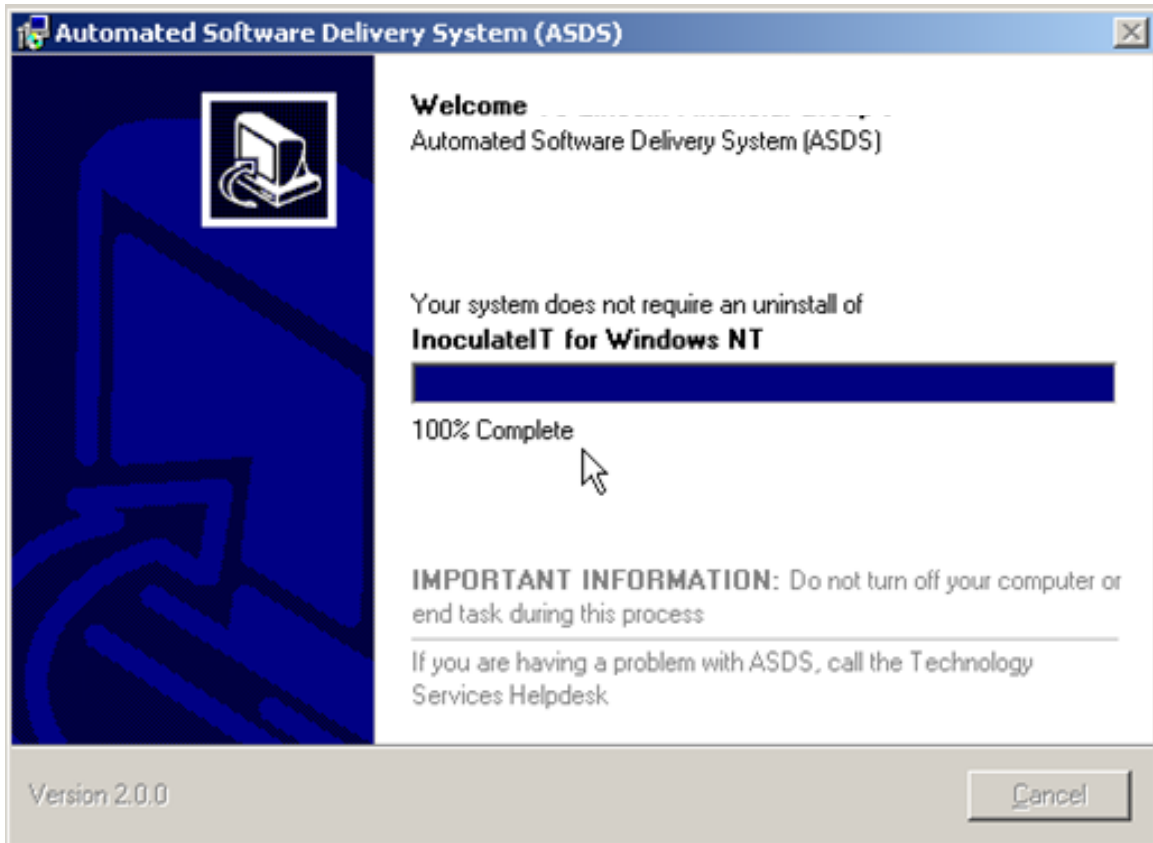 Automated Software Delivery System (ASDS)
Welcome
Automated Software Delivery System (ASDS)
Your system does not require an uninstall of
InoculateIT for Windows NT
100% Complete
IMPORTANT INFORMATION: Do not turn off your computer or
end task during this process
If you are having a problem with ASDS, call the Technology
Services Helpdesk
Version 2.0.0
Cancel